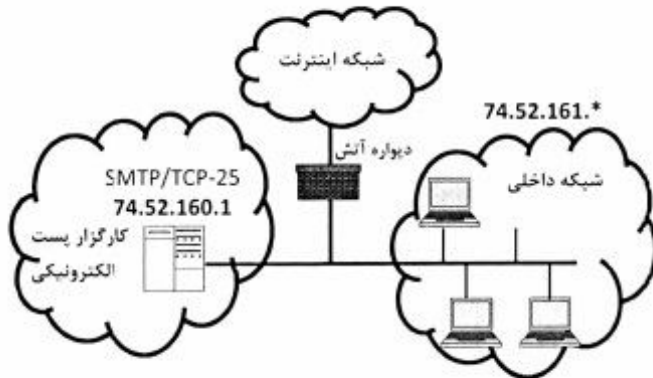 شبکه اینترنت
74.52.161.*
دیواره آتش
شبکه داخلی
SMTP/TCP-25
74.52.160.1
کارگزار پست
الکترونیکی